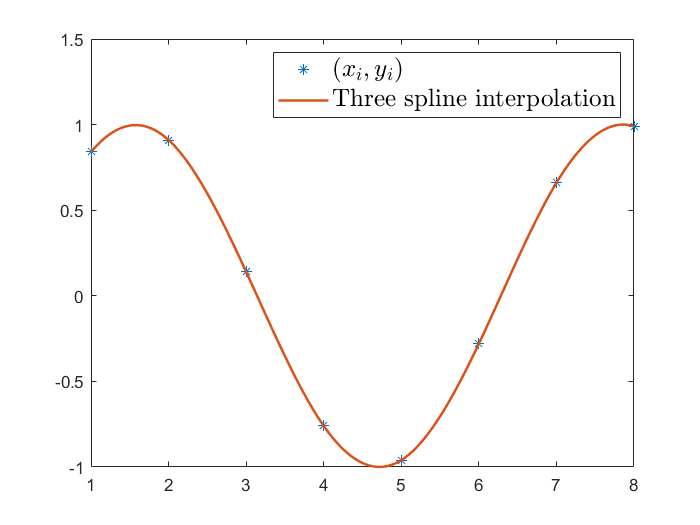 (x_i, y_i)
Three spline interpolation
1.5
1
0.5
0
-0.5
-1
1 2 3 4 5 6 7 8